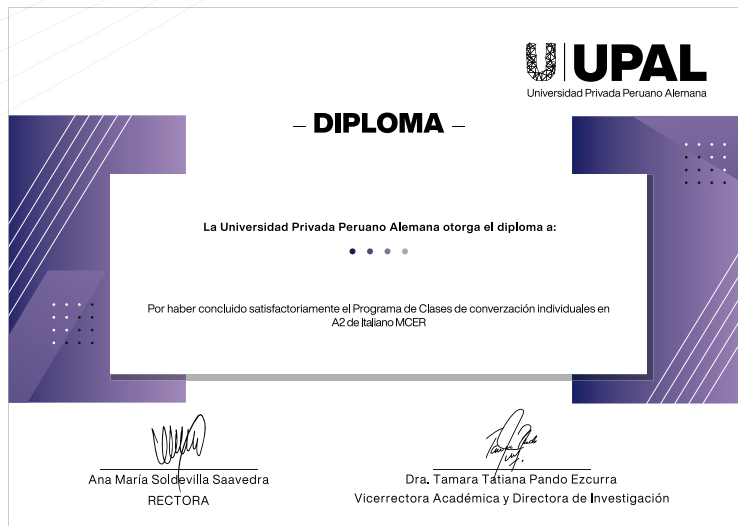 UPAL
Universidad Privada Peruano Alemana
– DIPLOMA –
La Universidad Privada Peruano Alemana otorga el diploma a:
Por haber concluido satisfactoriamente el Programa de Clases de converzación individuales en
A2 de Italiano MCER
Ana María Soldevilla Saavedra
RECTORA
Dra. Tamara Tatiana Pando Ezcurra
Vicerrectora Académica y Directora de Investigación